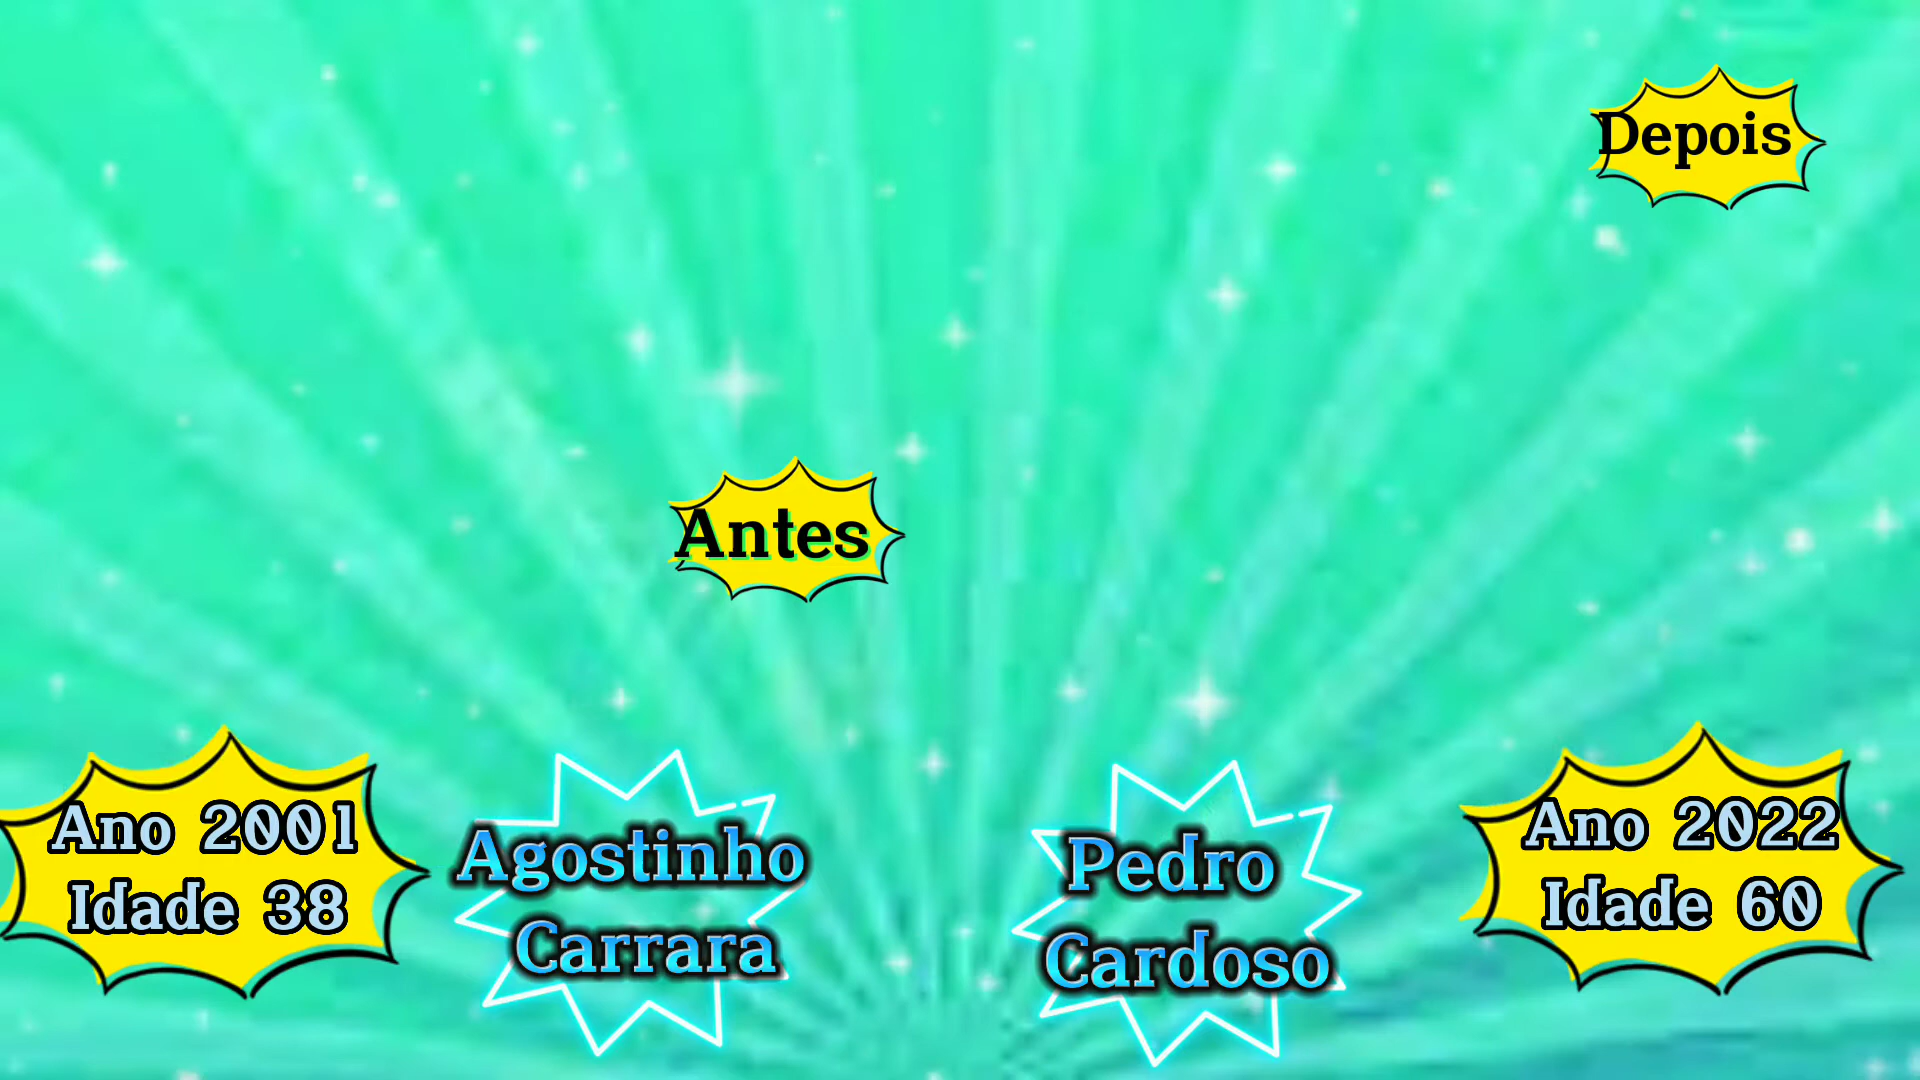 Depois
Antes
Ano 2001
Idade 38
Agostinho
Carrara
Pedro
Cardoso
Ano 2022
Idade 60